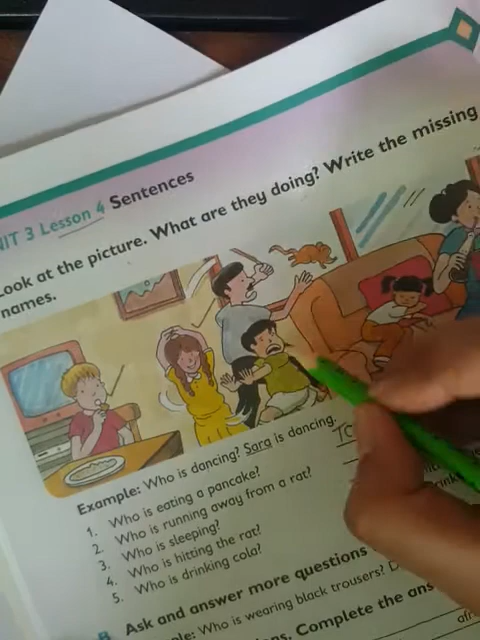 UNIT 3 Lesson 4 Sentences
Look at the picture. What are they doing? Write the missing
names.
Example: Who is dancing? Sara is dancing.
1. Who is eating a pancake?
2. Who is running away from a rat?
3. Who is sleeping?
4. Who is hitting the rat?
5. Who is drinking cola?
B Ask and answer more questions
ple: Who is wearing black trousers?
ons. Complete the ans